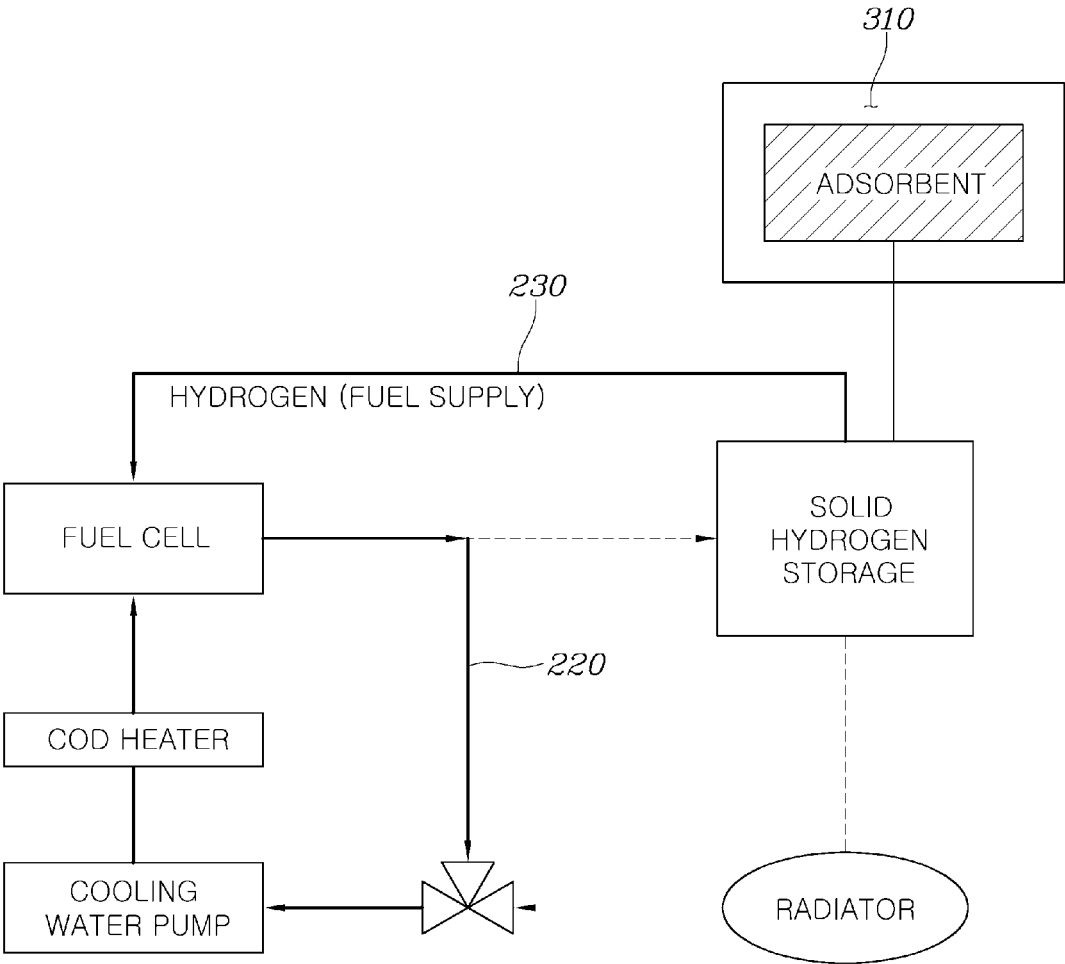 310
ADSORBENT
230
HYDROGEN (FUEL SUPPLY)
FUEL CELL
SOLID
HYDROGEN
STORAGE
220
COD HEATER
COOLING
WATER PUMP
RADIATOR